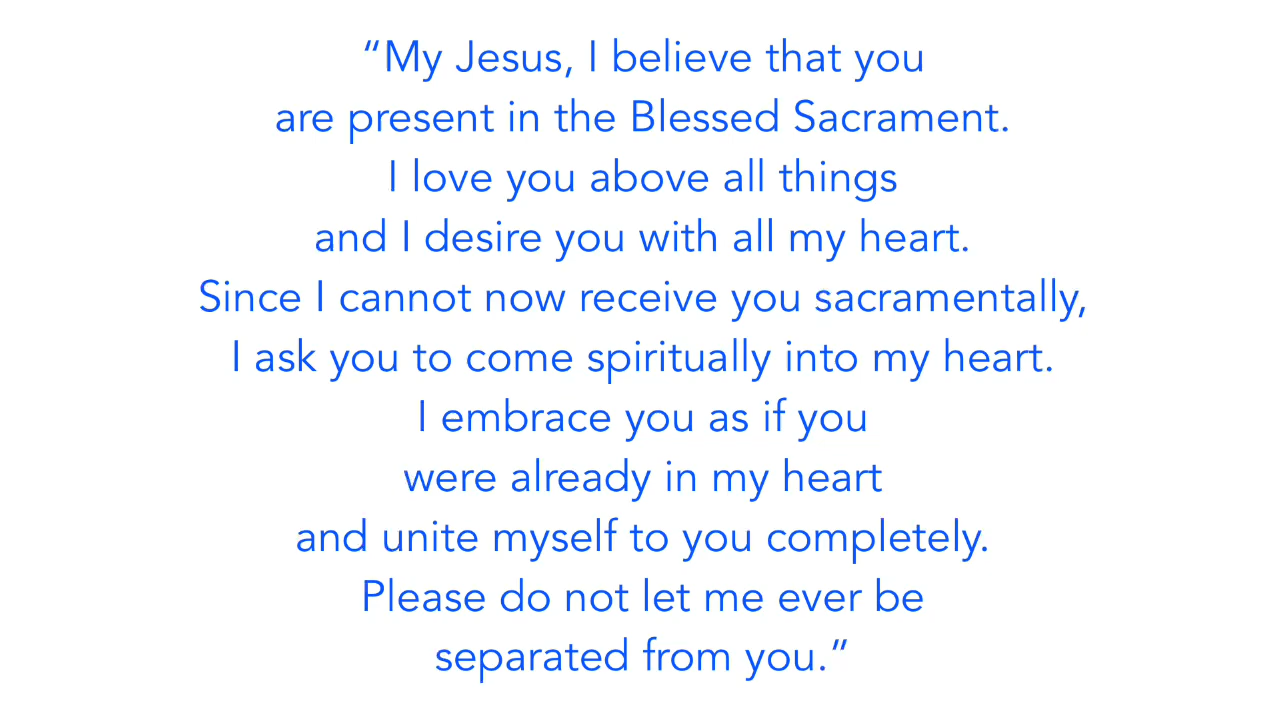 “My Jesus, I believe that you
are present in the Blessed Sacrament.
I love you above all things
and I desire you with all my heart.
Since I cannot now receive you sacramentally,
I ask you to come spiritually into my heart.
I embrace you as if you
were already in my heart
and unite myself to you completely.
Please do not let me ever be
separated from you.”